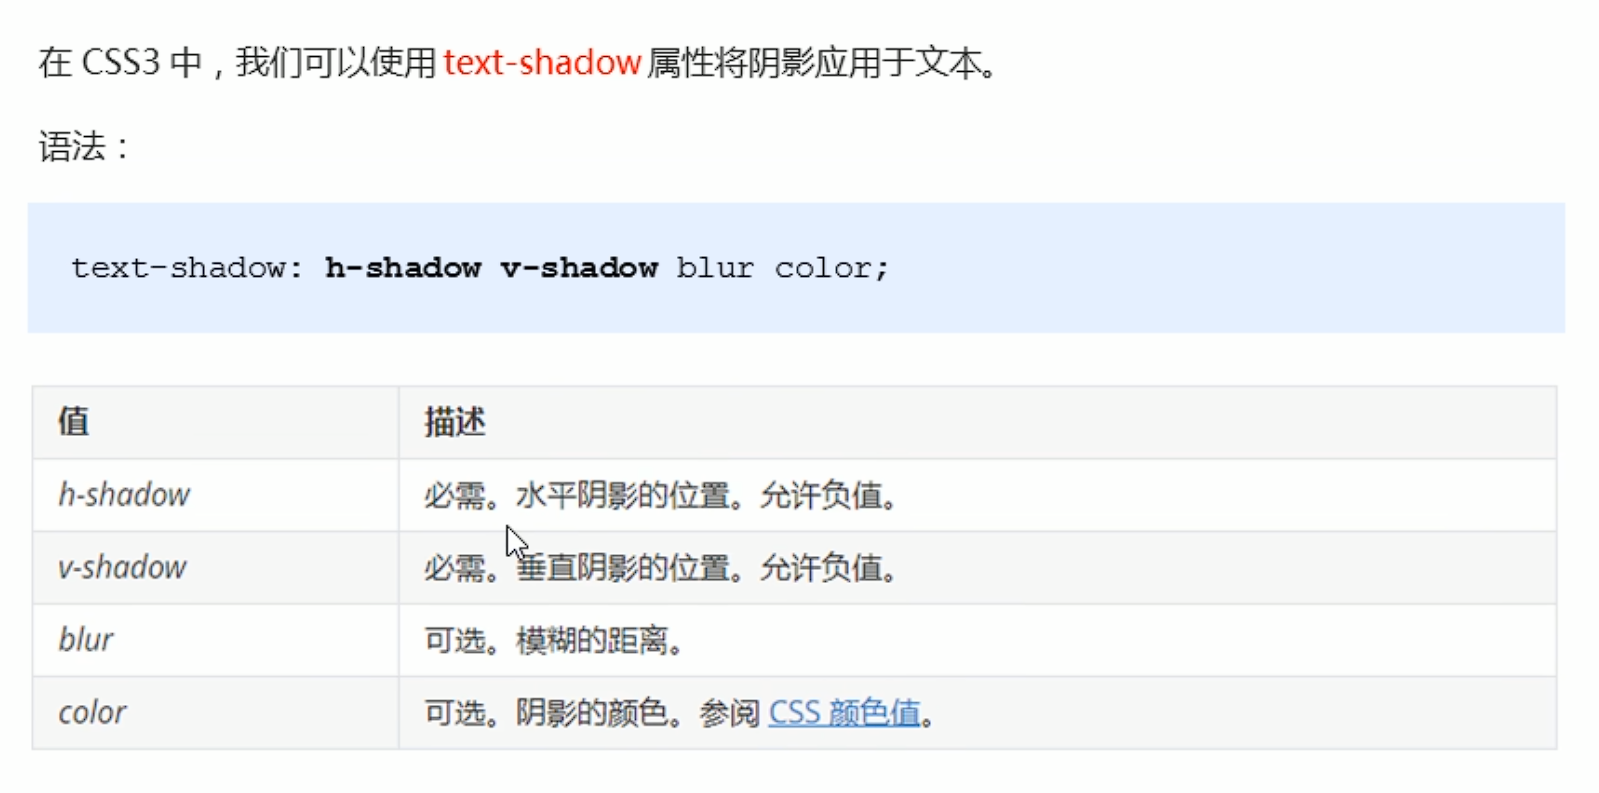 在 CSS3 中，我们可以使用 text-shadow 属性将阴影应用于文本。
语法：
text-shadow: h-shadow v-shadow blur color;
值 描述
h-shadow 必需。水平阴影的位置。允许负值。
v-shadow 必需。垂直阴影的位置。允许负值。
blur 可选。模糊的距离。
color 可选。阴影的颜色。参阅 CSS 颜色值。